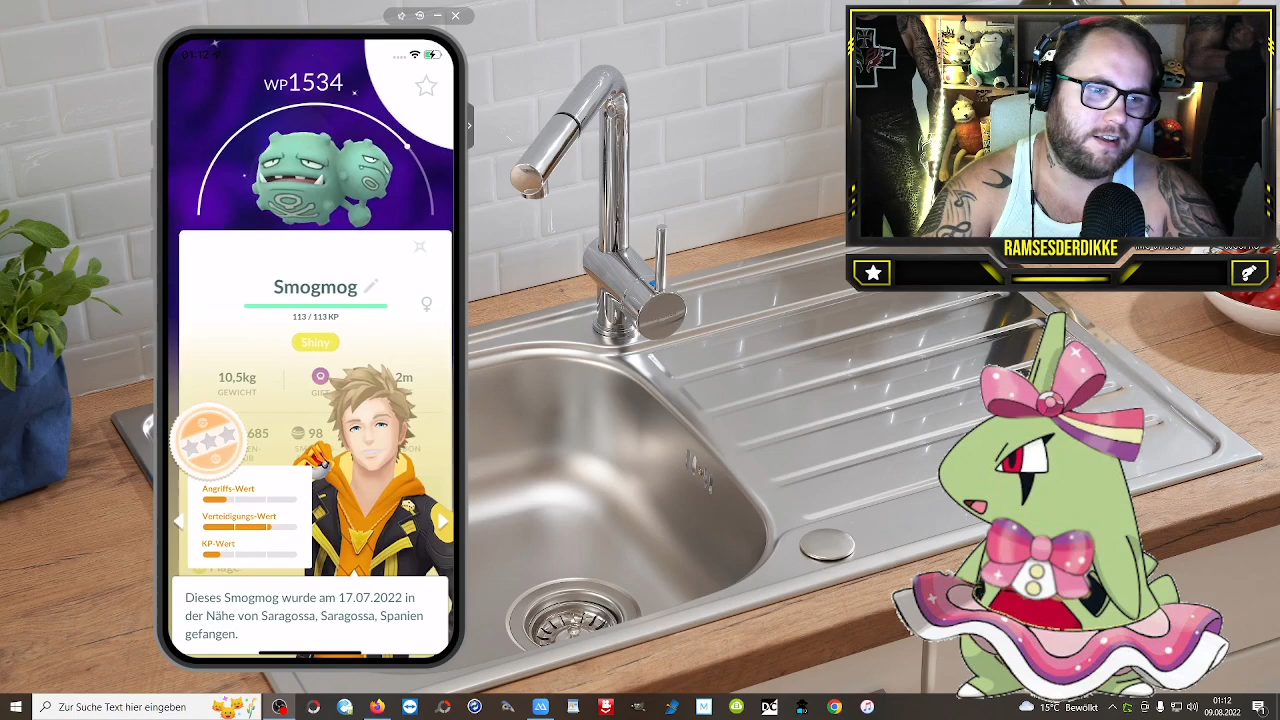 01:12
WP1534
Smogmog
113 / 113 KP
Shiny
10,5kg
2m
GEWICHT
685
98
Angriffs-Wert
Verteidigungs-Wert
KP-Wert
Dieses Smogmog wurde am 17.07.2022 in
der Nähe von Saragossa, Saragossa, Spanien
gefangen.
RAMSESDERDIKKE
Zur Suche Text hier eingeben
15°C Bewölkt
01:12
09.08.2022